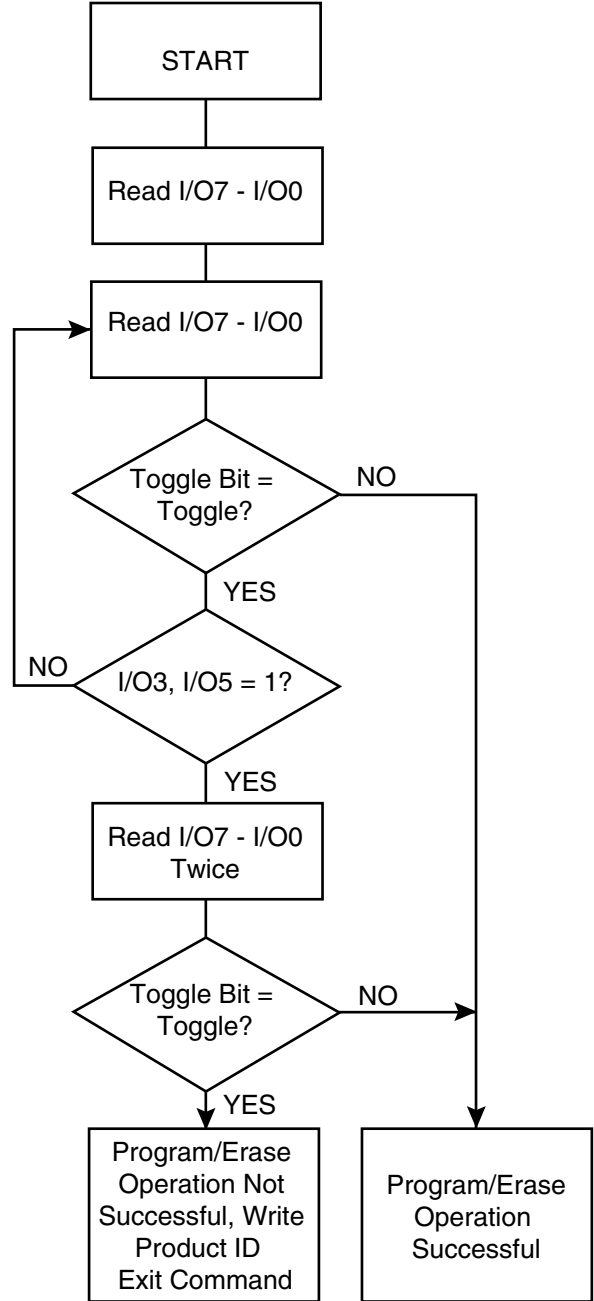 START
Read I/O7 - I/O0
Read I/O7 - I/O0
Toggle Bit =
Toggle?
NO
YES
NO
I/O3, I/O5 = 1?
YES
Read I/O7 - I/O0
Twice
Toggle Bit =
Toggle?
NO
YES
Program/Erase
Operation Not
Successful, Write
Product ID
Exit Command
Program/Erase
Operation
Successful